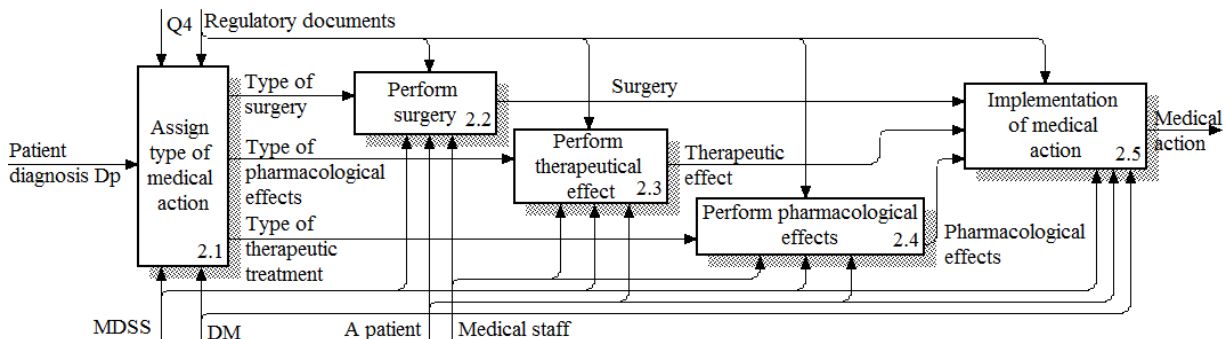 Q4
Regulatory documents
Patient
diagnosis Dp
Assign
type of
medical
action
2.1
Type of
surgery
Type of
pharmacological
effects
Type of
therapeutic
treatment
Perform
surgery
2.2
Surgery
Perform
therapeutical
effect
2.3
Therapeutic
effect
Perform pharmacological
effects
2.4
Pharmacological
effects
Implementation
of medical
action
2.5
Medical
action
MDSS
DM
A patient
Medical staff